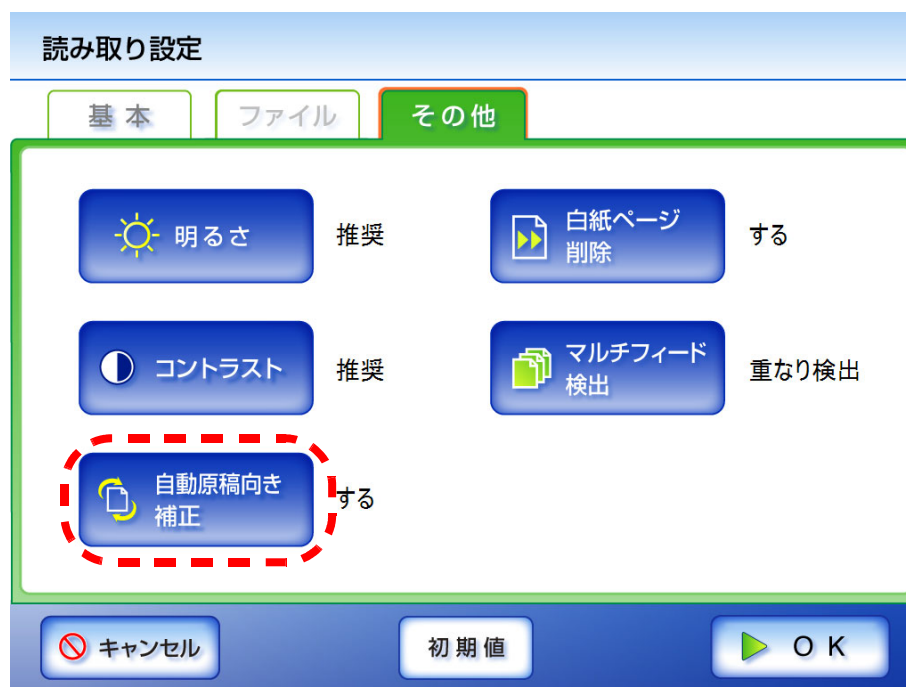 読み取り設定
基本
ファイル
その他
明るさ
推奨
白紙ページ
削除
する
コントラスト
推奨
マルチフィード
検出
重なり検出
自動原稿向き
補正
する
キャンセル
初期値
OK